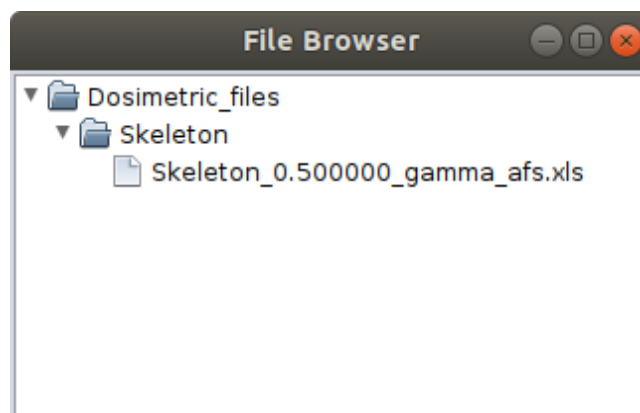 File Browser
Dosimetric_files
Skeleton
Skeleton_0.500000_gamma_afs.xls